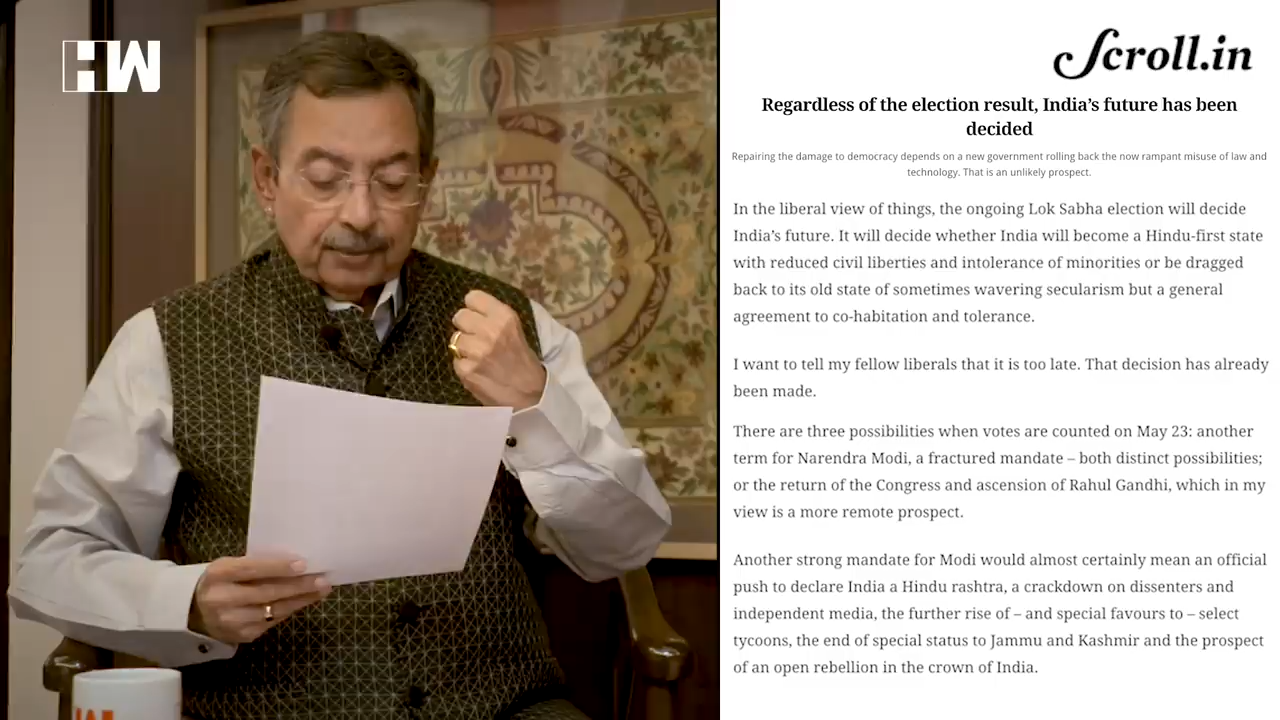 HW
Scroll.in
Regardless of the election result, India's future has been
decided
Repairing the damage to democracy depends on a new government rolling back the now rampant misuse of law and
technology. That is an unlikely prospect.
In the liberal view of things, the ongoing Lok Sabha election will decide
India's future. It will decide whether India will become a Hindu-first state
with reduced civil liberties and intolerance of minorities or be dragged
back to its old state of sometimes wavering secularism but a general
agreement to co-habitation and tolerance.
I want to tell my fellow liberals that it is too late. That decision has already
been made.
There are three possibilities when votes are counted on May 23: another
term for Narendra Modi, a fractured mandate – both distinct possibilities;
or the return of the Congress and ascension of Rahul Gandhi, which in my
view is a more remote prospect.
Another strong mandate for Modi would almost certainly mean an official
push to declare India a Hindu rashtra, a crackdown on dissenters and
independent media, the further rise of – and special favours to – select
tycoons, the end of special status to Jammu and Kashmir and the prospect
of an open rebellion in the crown of India.